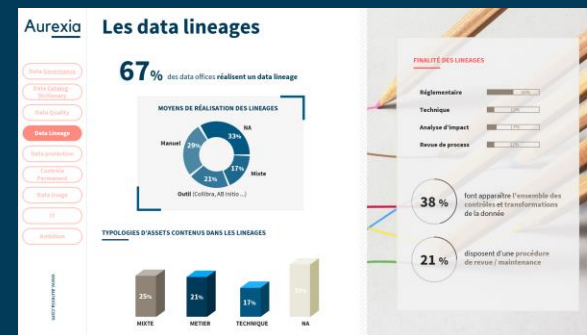 Aurexia
Les data lineages
67% des data offices réalisent un data lineage
MOYENS DE RÉALISATION DES LINEAGES
NA
33%
Manuel
29%
17%
Mixte
21%
Outil (Collibra, AB Initio ...)
TYPOLOGIES D'ASSETS CONTENUS DANS LES LINEAGES
25%
21%
17%
MIXTE
METIER
TECHNIQUE
NA
Data Gouvernance
Data Catalog
Dictionary
Data Quality
Data Lineage
Data protection
Contrôle
Permanent
Data Usage
IT
Ambition
FINALITÉ DES LINEAGES
Réglementaire
Technique
Analyse d'impact
Revue de process
38 %
font apparaître l'ensemble des
contrôles et transformations
de la donnée
21 %
disposent d'une procédure
de revue / maintenance